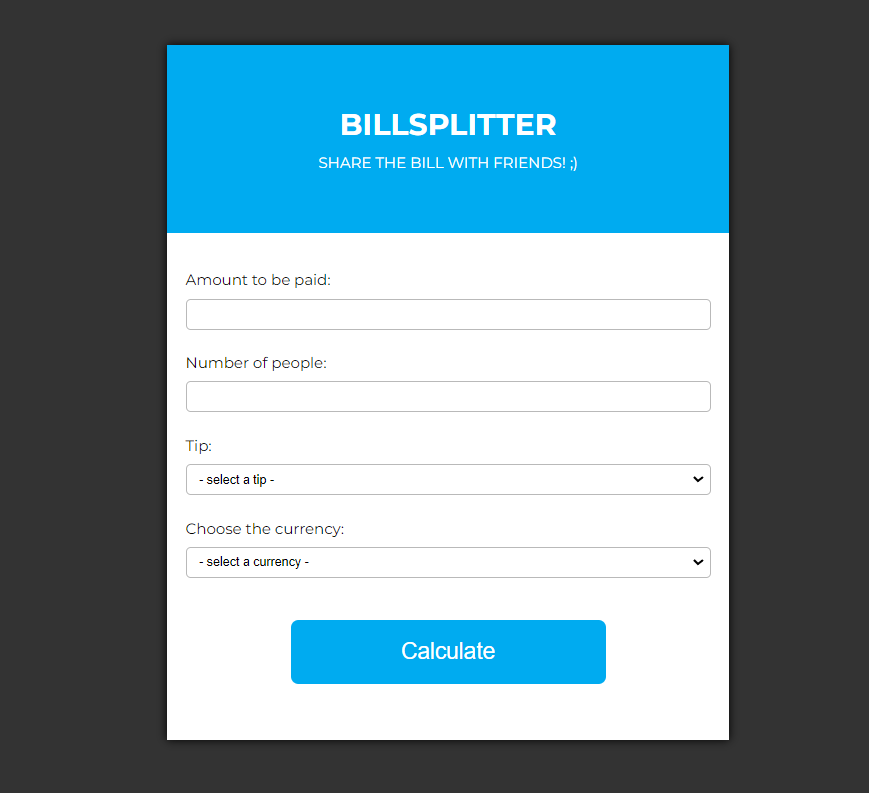 BILLSPLITTER
SHARE THE BILL WITH FRIENDS! ;)
Amount to be paid:
Number of people:
Tip:
- select a tip -
Choose the currency:
- select a currency -
Calculate